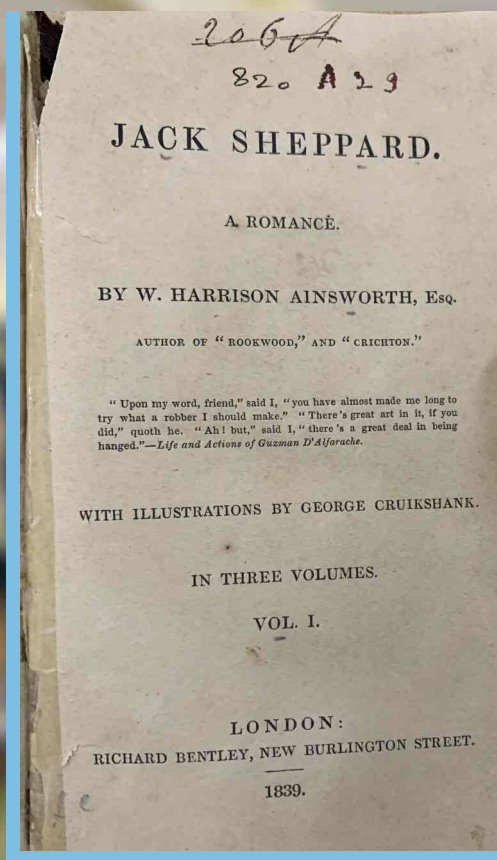 206A
820 A 29
JACK SHEPPARD.
A ROMANCE.
BY W. HARRISON AINSWORTH, ESQ.
AUTHOR OF “ ROOKWOOD,” AND “ CRICHTON.”
“ Upon my word, friend,” said I, “ you have almost made me long to
try what a robber I should make.” “ There's great art in it, if you
did,” quoth he. “ Ah ! but,” said I, “ there 's a great deal in being
hanged.”—Life and Actions of Guzman D'Alfarache.
WITH ILLUSTRATIONS BY GEORGE CRUIKSHANK.
IN THREE VOLUMES.
VOL. I.
LONDON:
RICHARD BENTLEY, NEW BURLINGTON STREET.
1839.